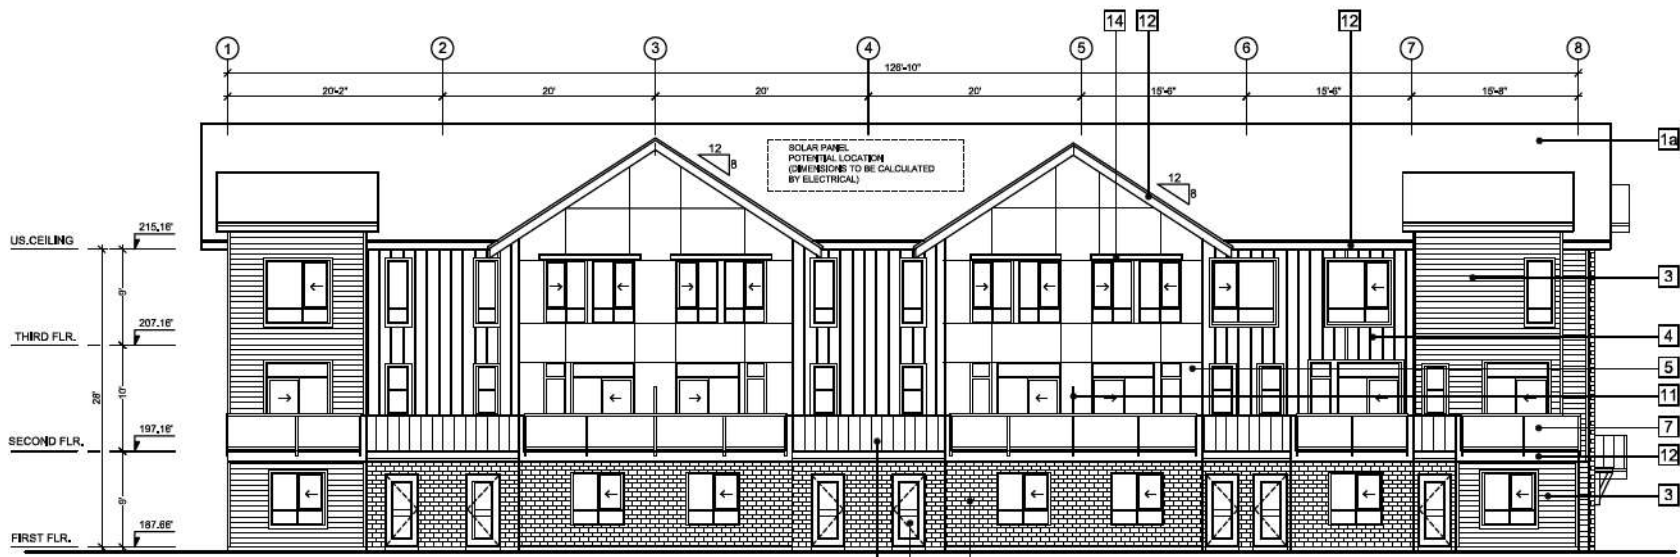 14 12 12
1 2 3 4 5 6 7 8
126'-10"
20'-2" 20' 20' 20' 15'-6" 15'-6" 15'-8"
1a
SOLAR PANEL
POTENTIAL LOCATION
(DIMENSIONS TO BE CALCULATED
BY ELECTRICAL)
12
8
12
8
215.16'
US.CEILING
3
9'
207.16'
THIRD FLR.
4
5
10'
28'
11
197.16'
SECOND FLR.
7
12
9'
3
187.66'
FIRST FLR.